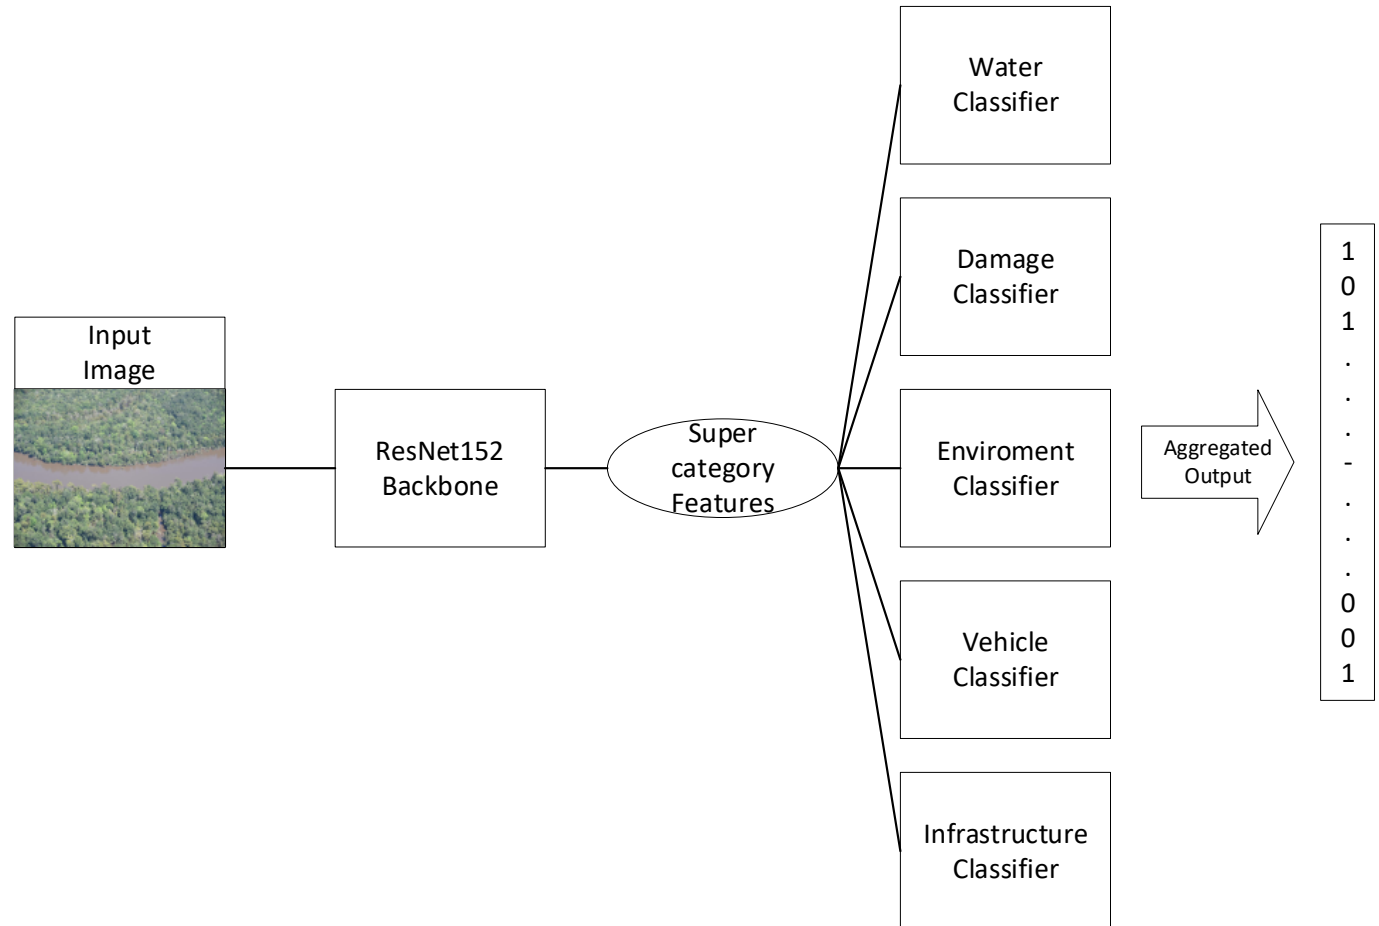 Input
Image
ResNet152
Backbone
Super
category
Features
Water
Classifier
Damage
Classifier
Enviroment
Classifier
Vehicle
Classifier
Infrastructure
Classifier
Aggregated
Output
1
0
1
.
.
.
-
.
.
.
0
0
1